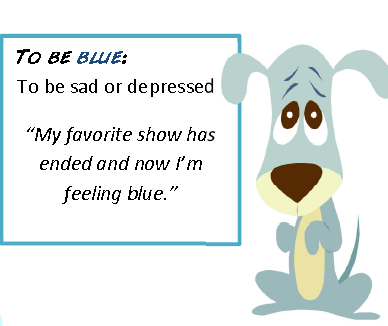 TO BE BLUE:
To be sad or depressed
“My favorite show has
ended and now I’m
feeling blue.”